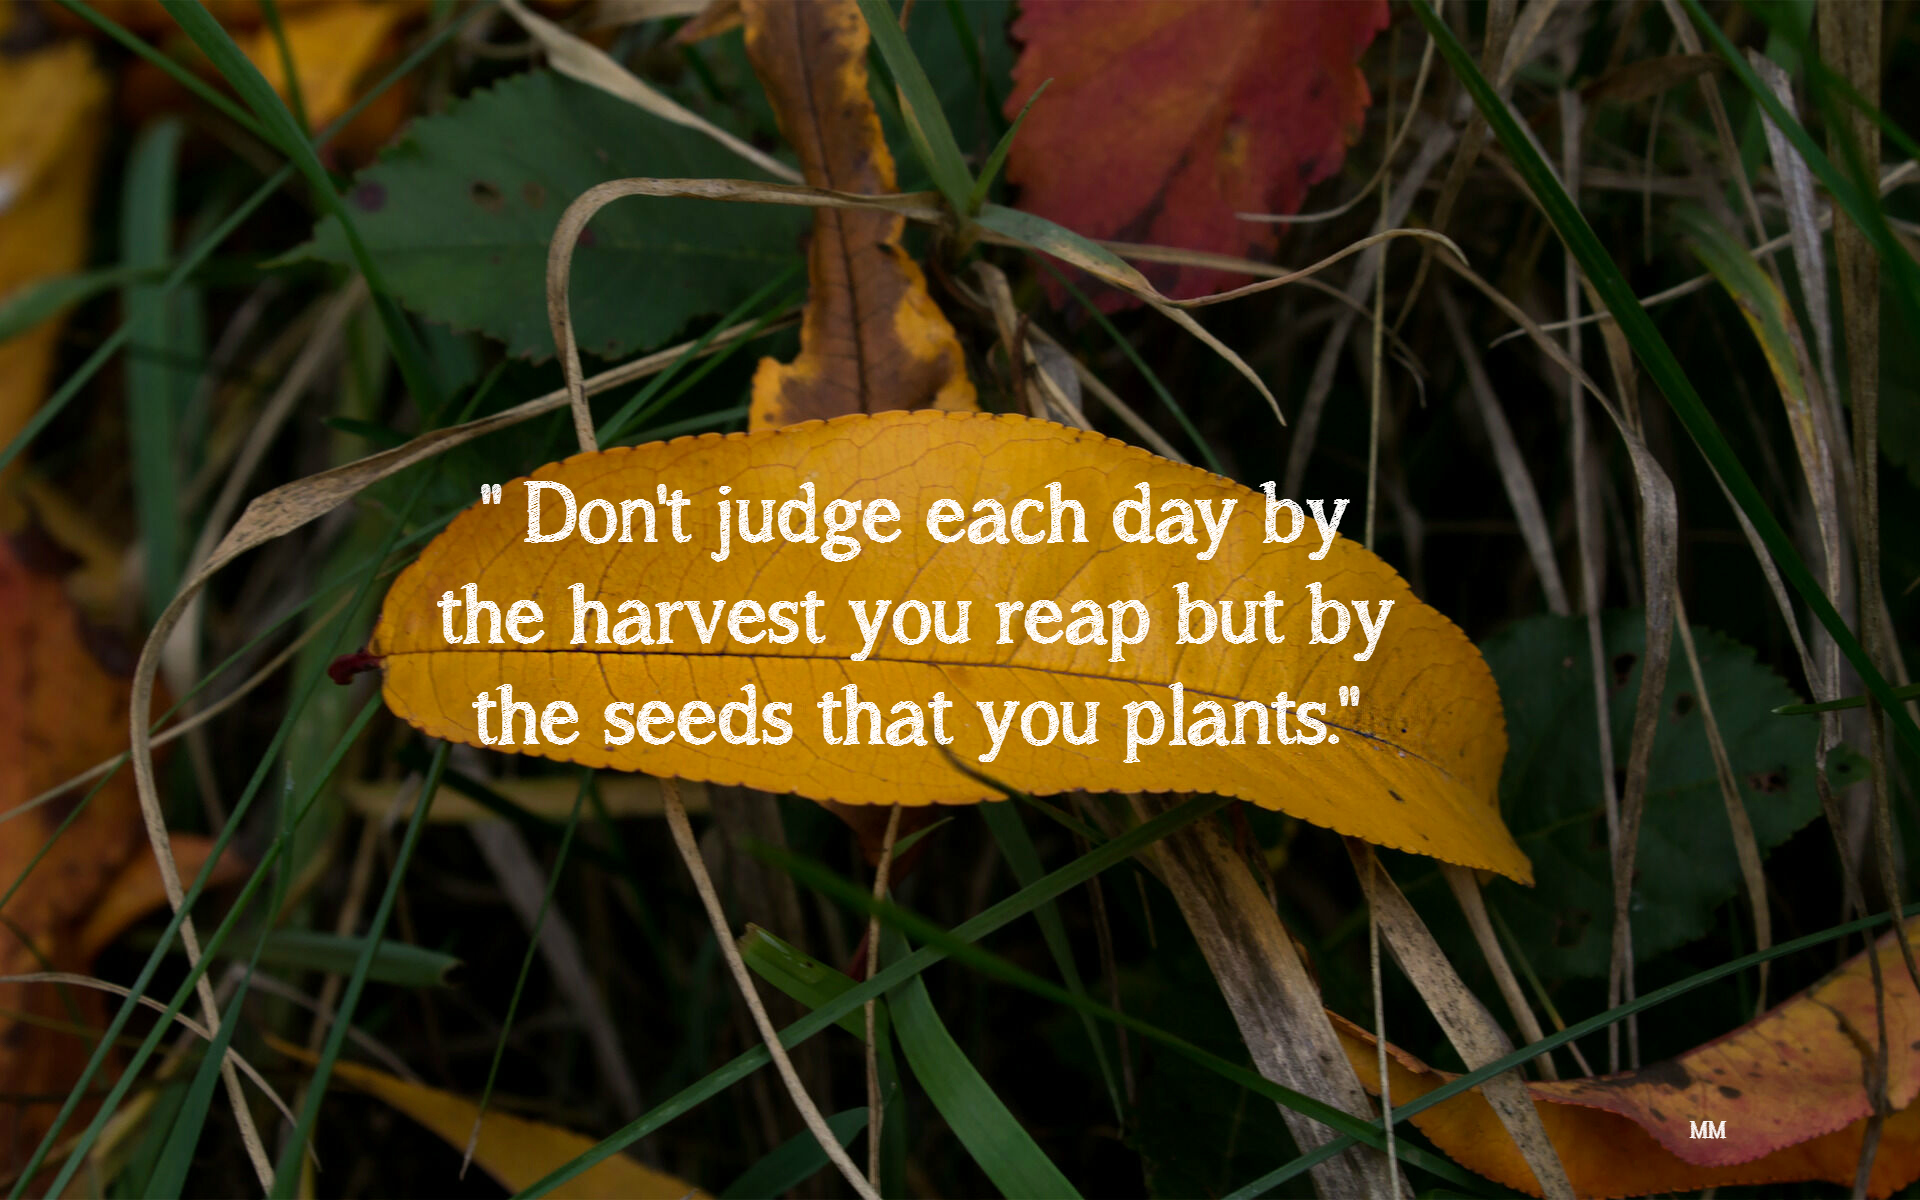 " Don't judge each day by
the harvest you reap but by
the seeds that you plants."
MM